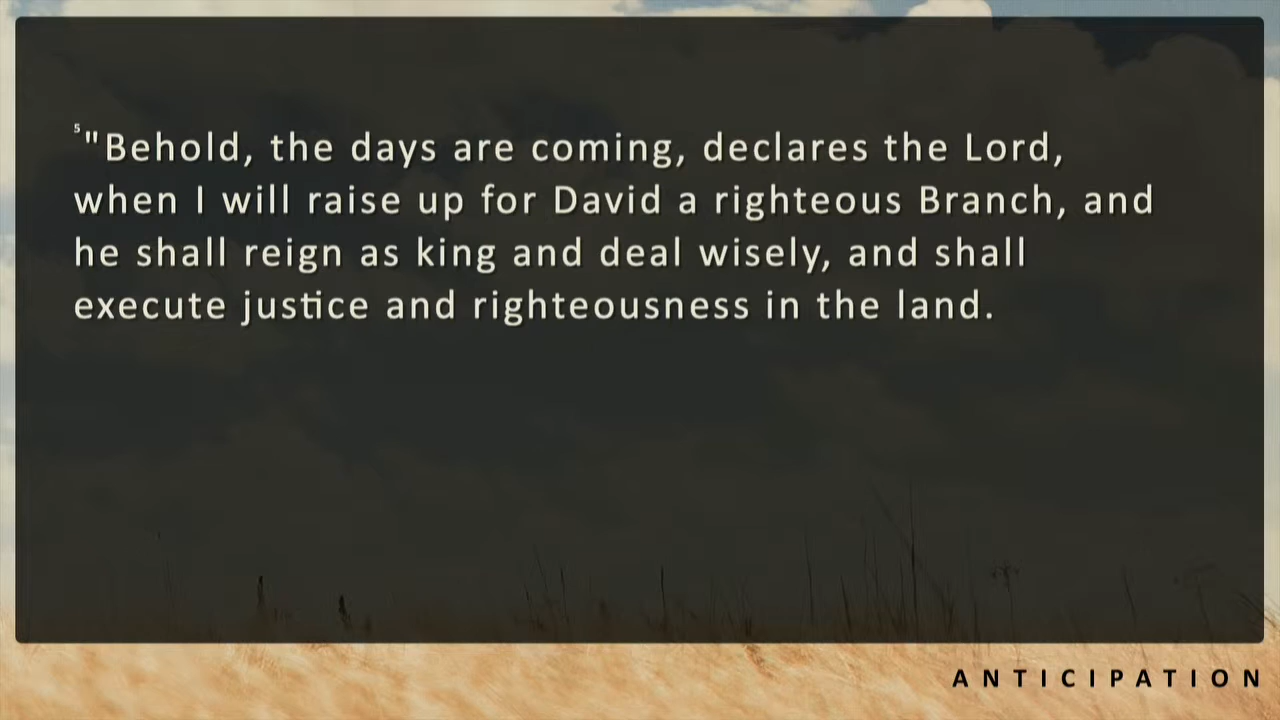 5"Behold, the days are coming, declares the Lord,
when I will raise up for David a righteous Branch, and
he shall reign as king and deal wisely, and shall
execute justice and righteousness in the land.
ANTICIPATION